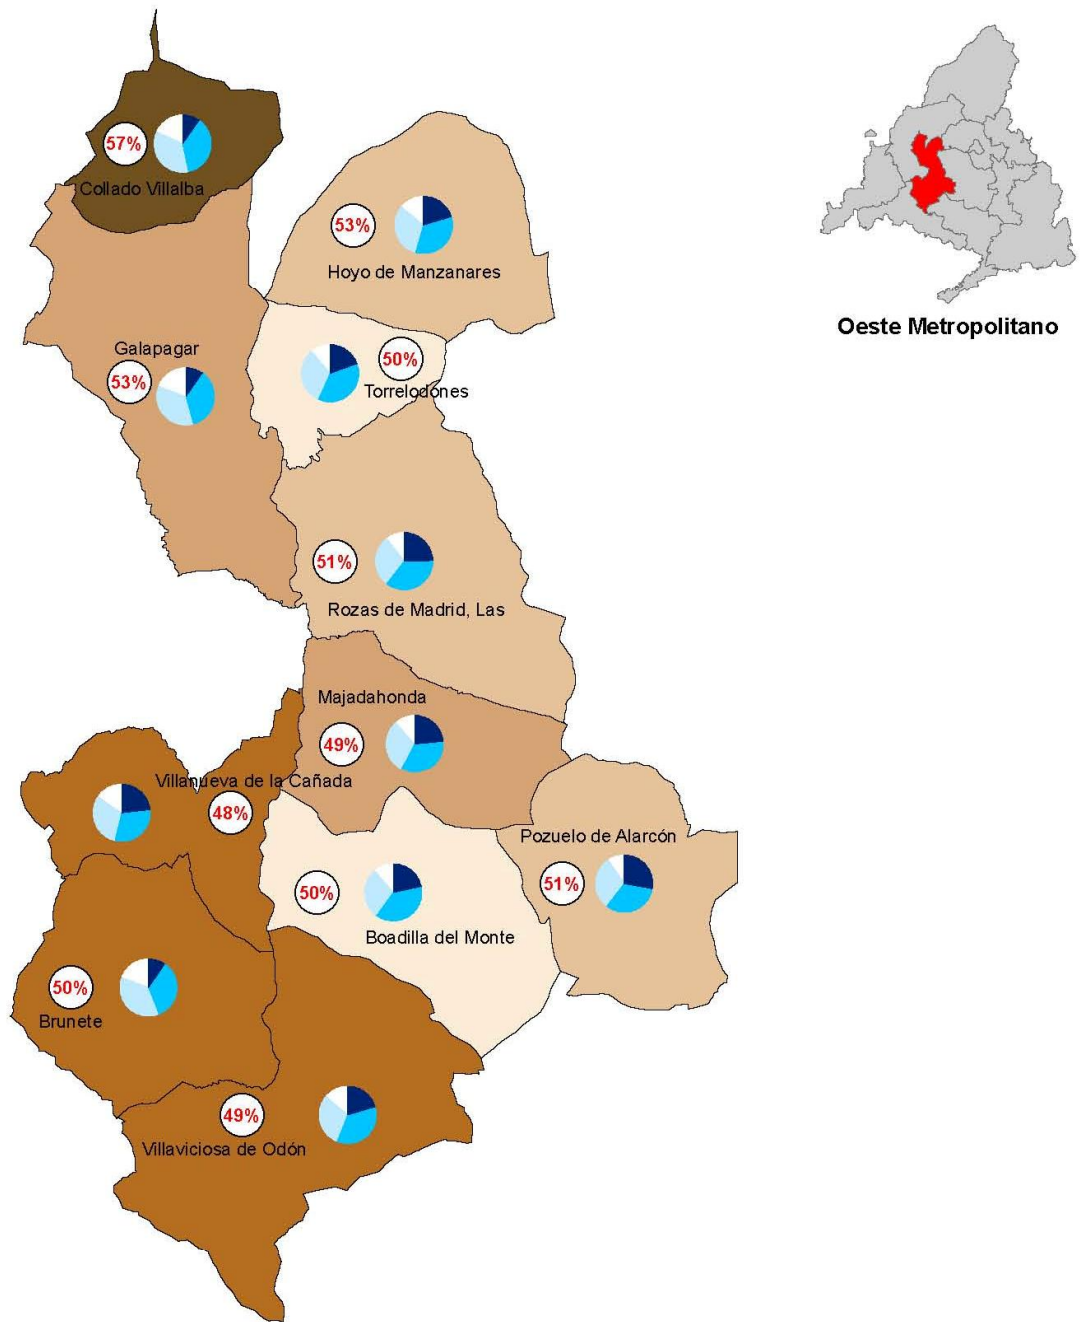 57%
Collado Villalba
53%
Hoyo de Manzanares
Oeste Metropolitano
Galapagar
53%
50%
Torrelodones
51%
Rozas de Madrid, Las
Majadahonda
49%
Villanueva de la Cañada
48%
Pozuelo de Alarcón
51%
50%
Boadilla del Monte
50%
Brunete
49%
Villaviciosa de Odón